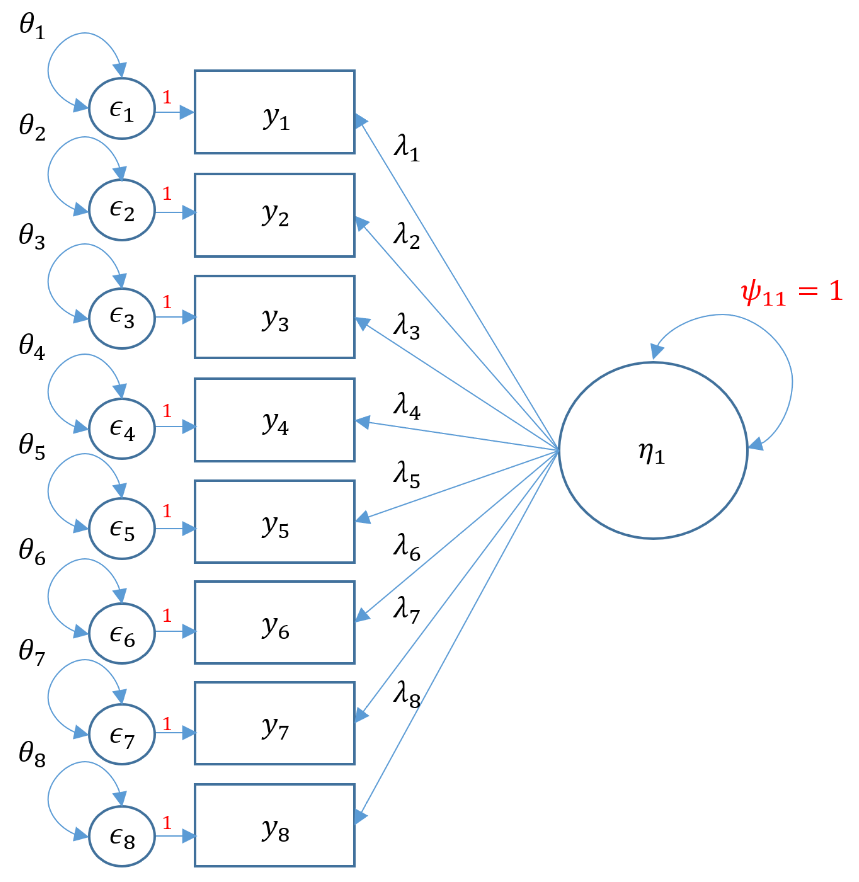 θ₁
ϵ₁ 1 y₁
λ₁
θ₂
ϵ₂ 1 y₂
λ₂
θ₃
ϵ₃ 1 y₃
λ₃
ψ₁₁ = 1
θ₄
ϵ₄ 1 y₄
λ₄
η₁
θ₅
ϵ₅ 1 y₅
λ₅
θ₆
ϵ₆ 1 y₆
λ₆
θ₇
ϵ₇ 1 y₇
λ₇
θ₈
ϵ₈ 1 y₈
λ₈